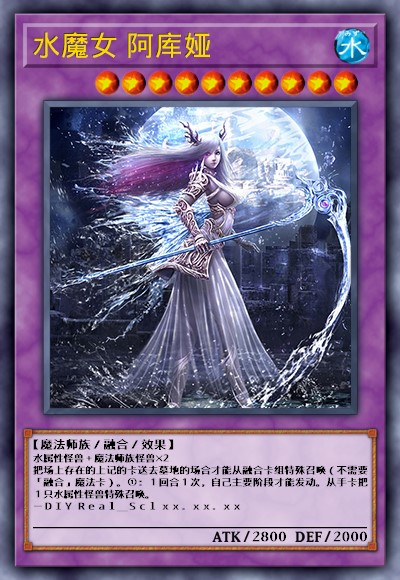 水魔女 阿库娅
水
【魔法师族／融合／效果】
水属性怪兽＋魔法师族怪兽×2
把场上存在的上记的卡送去墓地的场合才能从融合卡组特殊召唤（不需要
「融合」魔法卡）。①：１回合１次，自己主要阶段才能发动。从手卡把
１只水属性怪兽特殊召唤。
－ＤＩＹ Ｒｅａｌ＿Ｓｃｌ ｘｘ．ｘｘ．ｘｘ
ATK/2800 DEF/2000